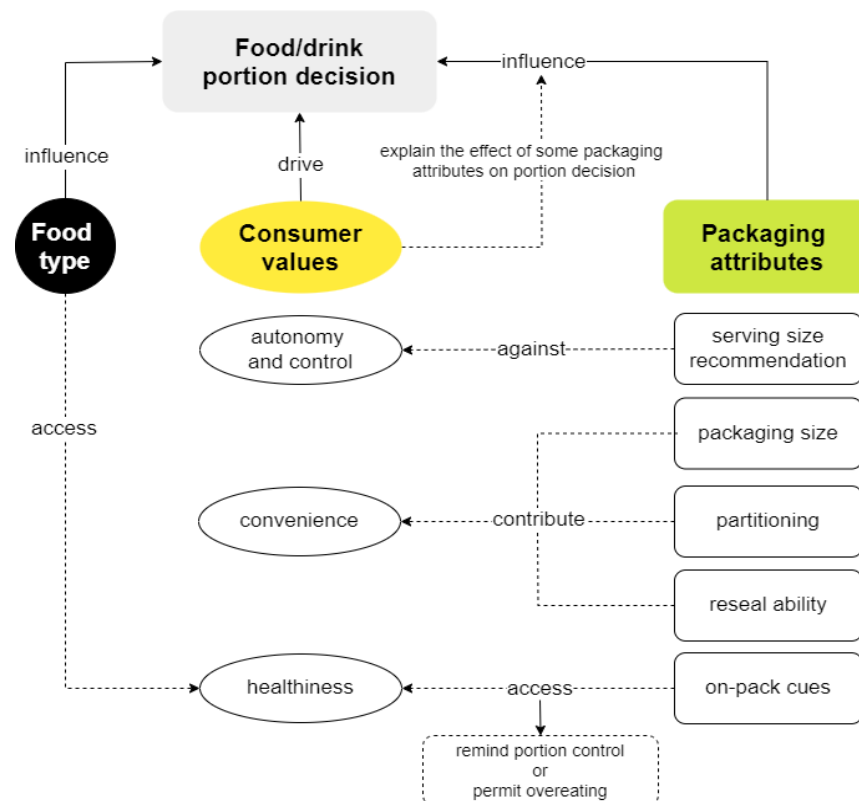 Food/drink
portion decision
influence
influence
drive
explain the effect of some packaging
attributes on portion decision
Food
type
Consumer
values
Packaging
attributes
autonomy
and control
against
serving size
recommendation
access
packaging size
convenience
contribute
partitioning
reseal ability
healthiness
access
on-pack cues
remind portion control
or
permit overeating